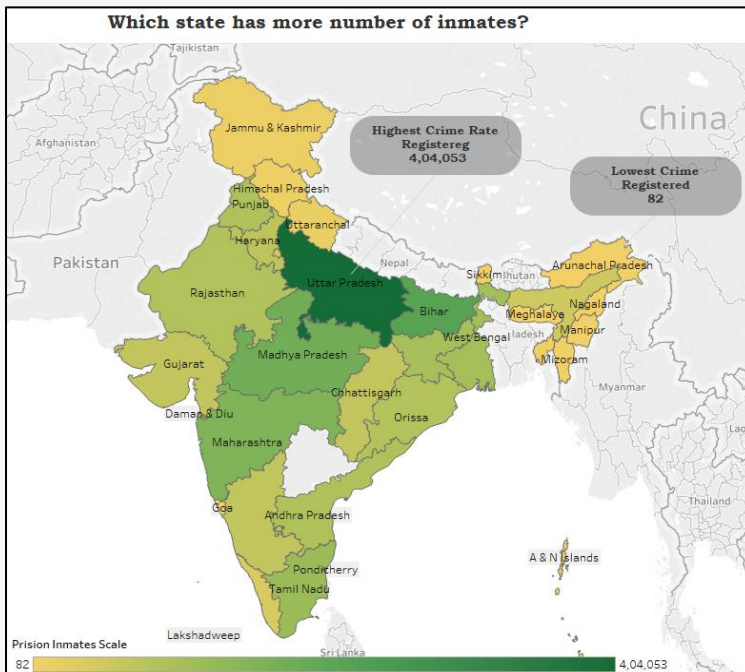 Which state has more number of inmates?
Tajikistan
China
Afghanistan
Jammu & Kashmir
Highest Crime Rate
Registereg
4,04,053
Lowest Crime
Registered
82
Himachal Pradesh
Punjab
Uttaranchal
Haryana
Pakistan
Nepal
Sikkim
Bhutan
Arunachal Pradesh
Rajasthan
Uttar Pradesh
Bihar
Meghalaya
Nagaland
ladesh
Manipur
Gujarat
Madhya Pradesh
West Bengal
Mizoram
Myanmar
Daman & Diu
Chhattisgarh
Orissa
Lao
Maharashtra
Thailand
Goa
Andhra Pradesh
A & N Islands
Pondicherry
Tamil Nadu
Lakshadweep
Sri Lanka
Prision Inmates Scale
82
4,04,053